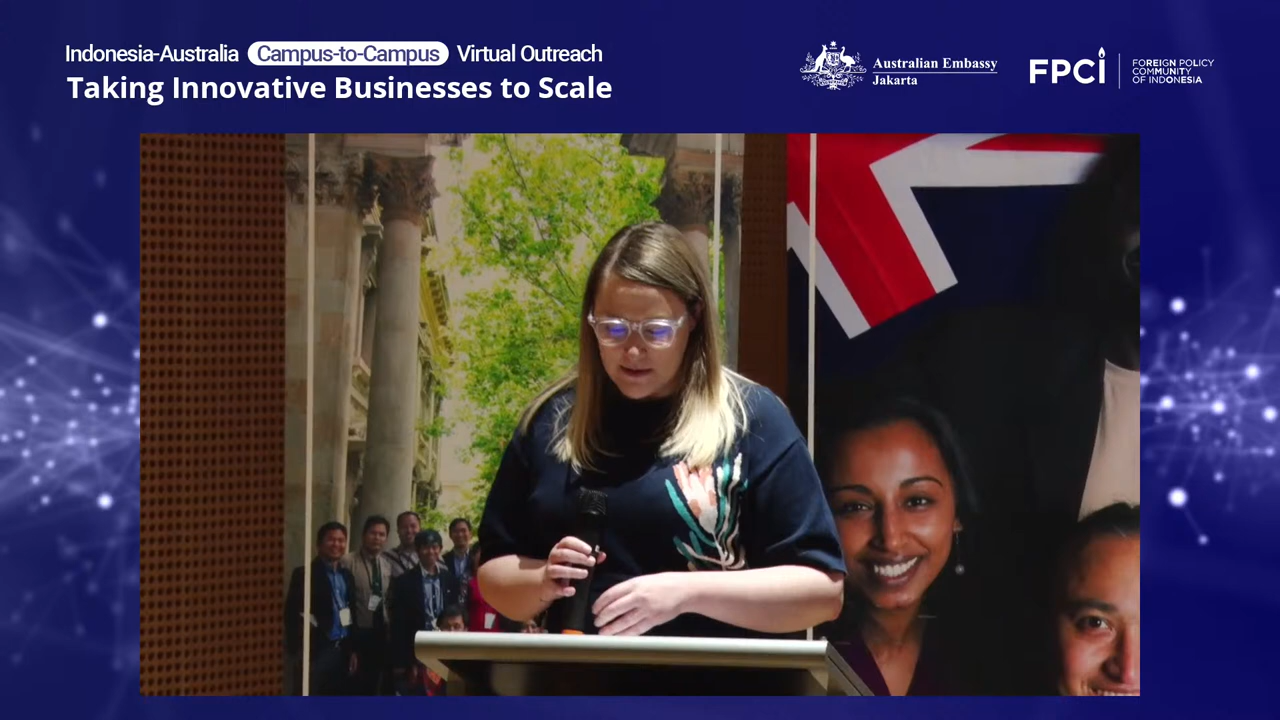 Indonesia-Australia Campus-to-Campus Virtual Outreach
Taking Innovative Businesses to Scale
Australian Embassy
Jakarta
FPCI
FOREIGN POLICY
COMMUNITY
OF INDONESIA